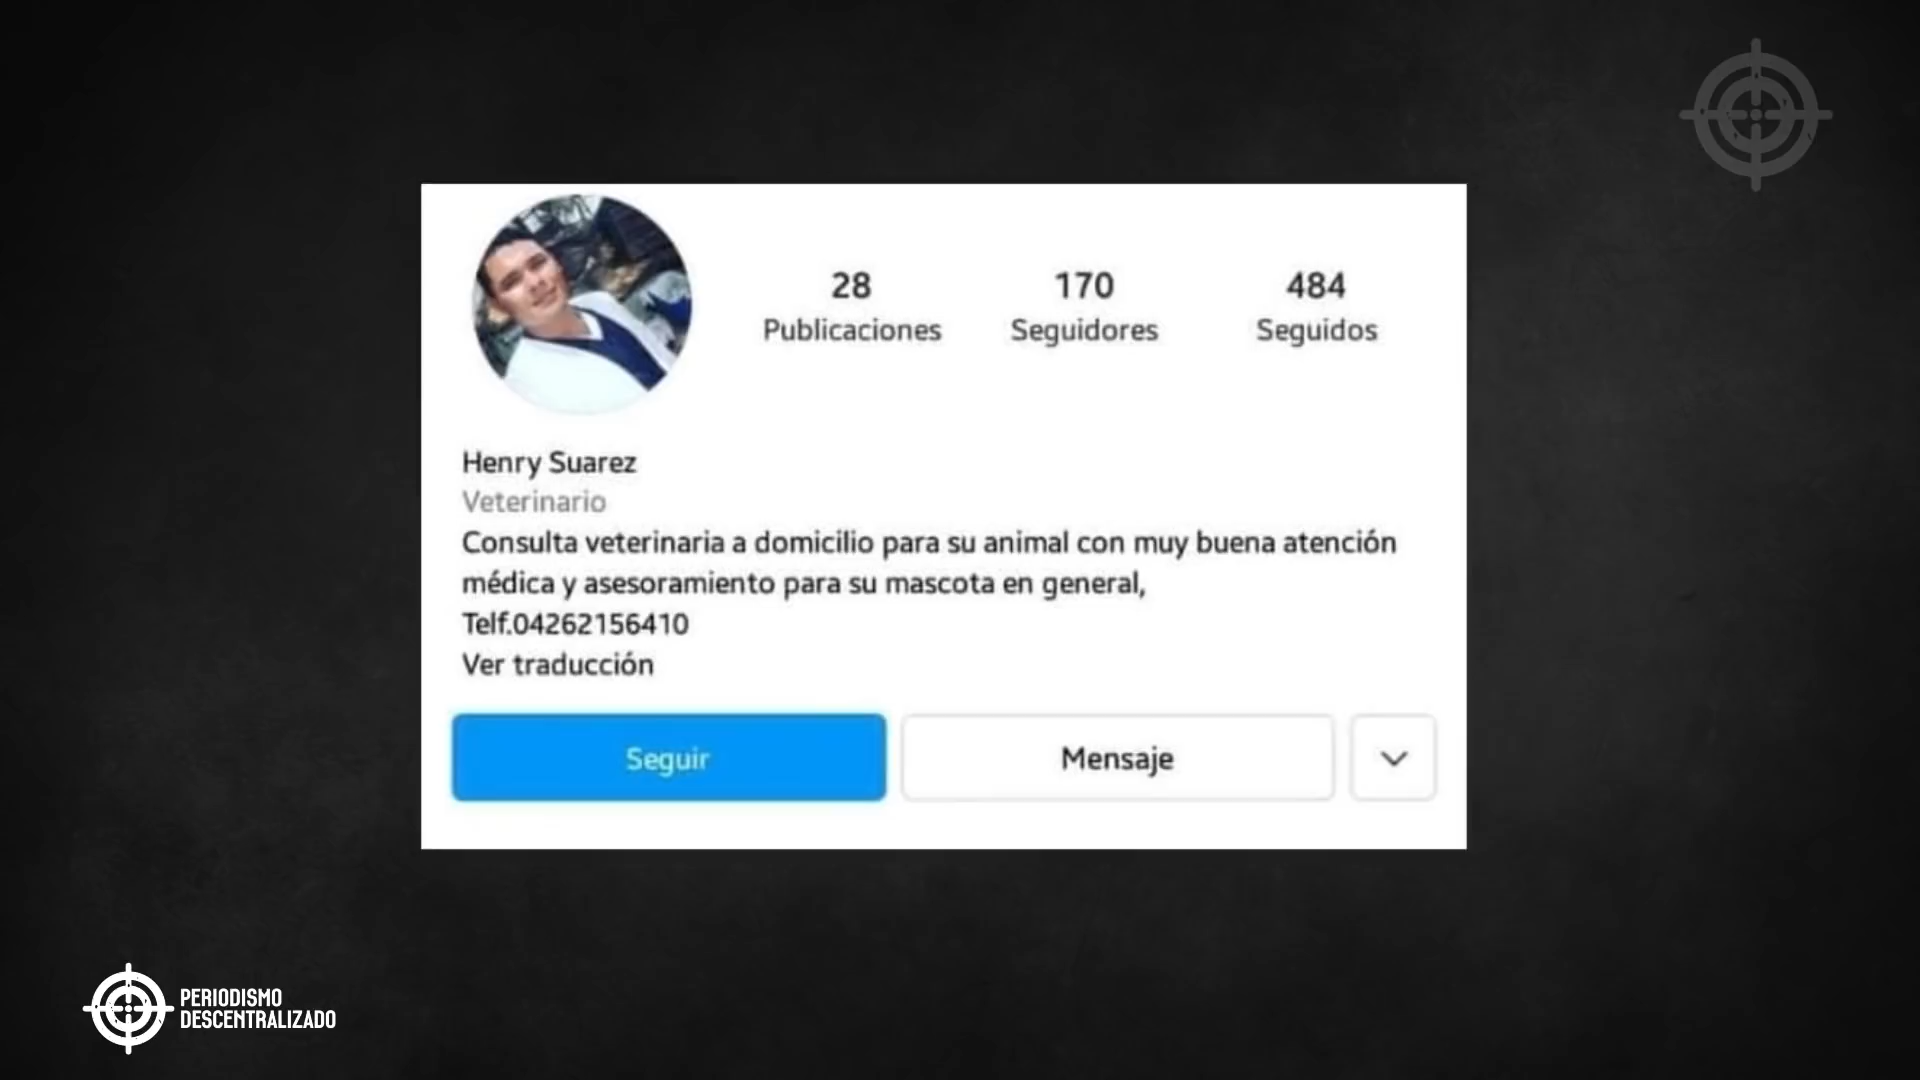 28
Publicaciones
170
Seguidores
484
Seguidos
Henry Suarez
Veterinario
Consulta veterinaria a domicilio para su animal con muy buena atención
médica y asesoramiento para su mascota en general,
Telf.04262156410
Ver traducción
Seguir
Mensaje
PERIODISMO
DESCENTRALIZADO